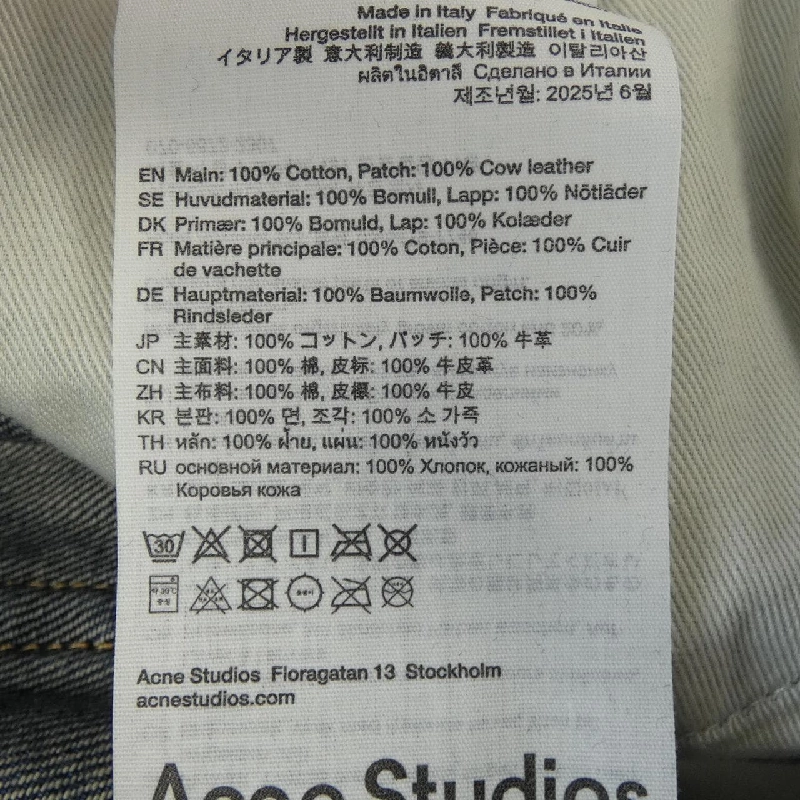 Made in Italy Fabriqué en Italie
Hergestellt in Italien Fremstillet i Italien
イタリア製 意大利制造 義大利製造 이탈리아산
ผลิตในอิตาลี Сделано в Италии
제조년월: 2025년 6월
EN Main: 100% Cotton, Patch: 100% Cow leather
SE Huvudmaterial: 100% Bomull, Lapp: 100% Nötläder
DK Primær: 100% Bomuld, Lap: 100% Kolæder
FR Matière principale: 100% Coton, Pièce: 100% Cuir
de vachette
DE Hauptmaterial: 100% Baumwolle, Patch: 100%
Rindsleder
JP 主素材: 100% コットン, パッチ: 100% 牛革
CN 主面料: 100% 棉, 皮标: 100% 牛皮革
ZH 主布料: 100% 棉, 皮標: 100% 牛皮
KR 본판: 100% 면, 조각: 100% 소 가죽
TH หลัก: 100% ฝ้าย, แผ่น: 100% หนังวัว
RU основной материал: 100% Хлопок, кожаный: 100%
Коровья кожа
30
Acne Studios Floragatan 13 Stockholm
acnestudios.com
Acne Studios